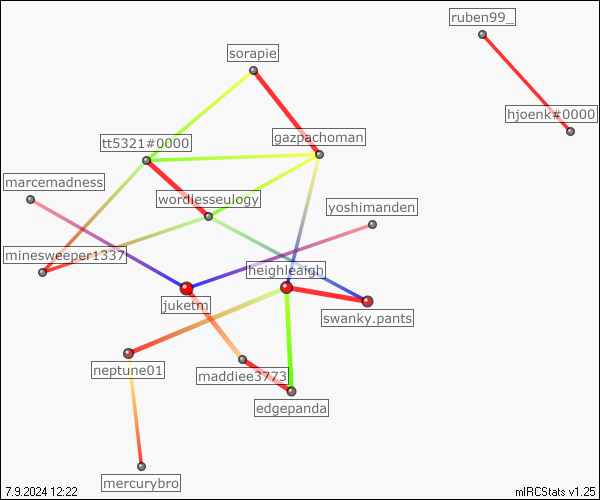 ruben99_
sorapie
hjoenk#0000
gazpachoman
tt5321#0000
marcemadness
wordlesseulogy
yoshimanden
minesweeper1337
heighleargh
juketm
swanky.pants
neptune01
maddiee3773
edgepanda
mercurybro
7.9.2024 12:22
mIRCStats v1.25